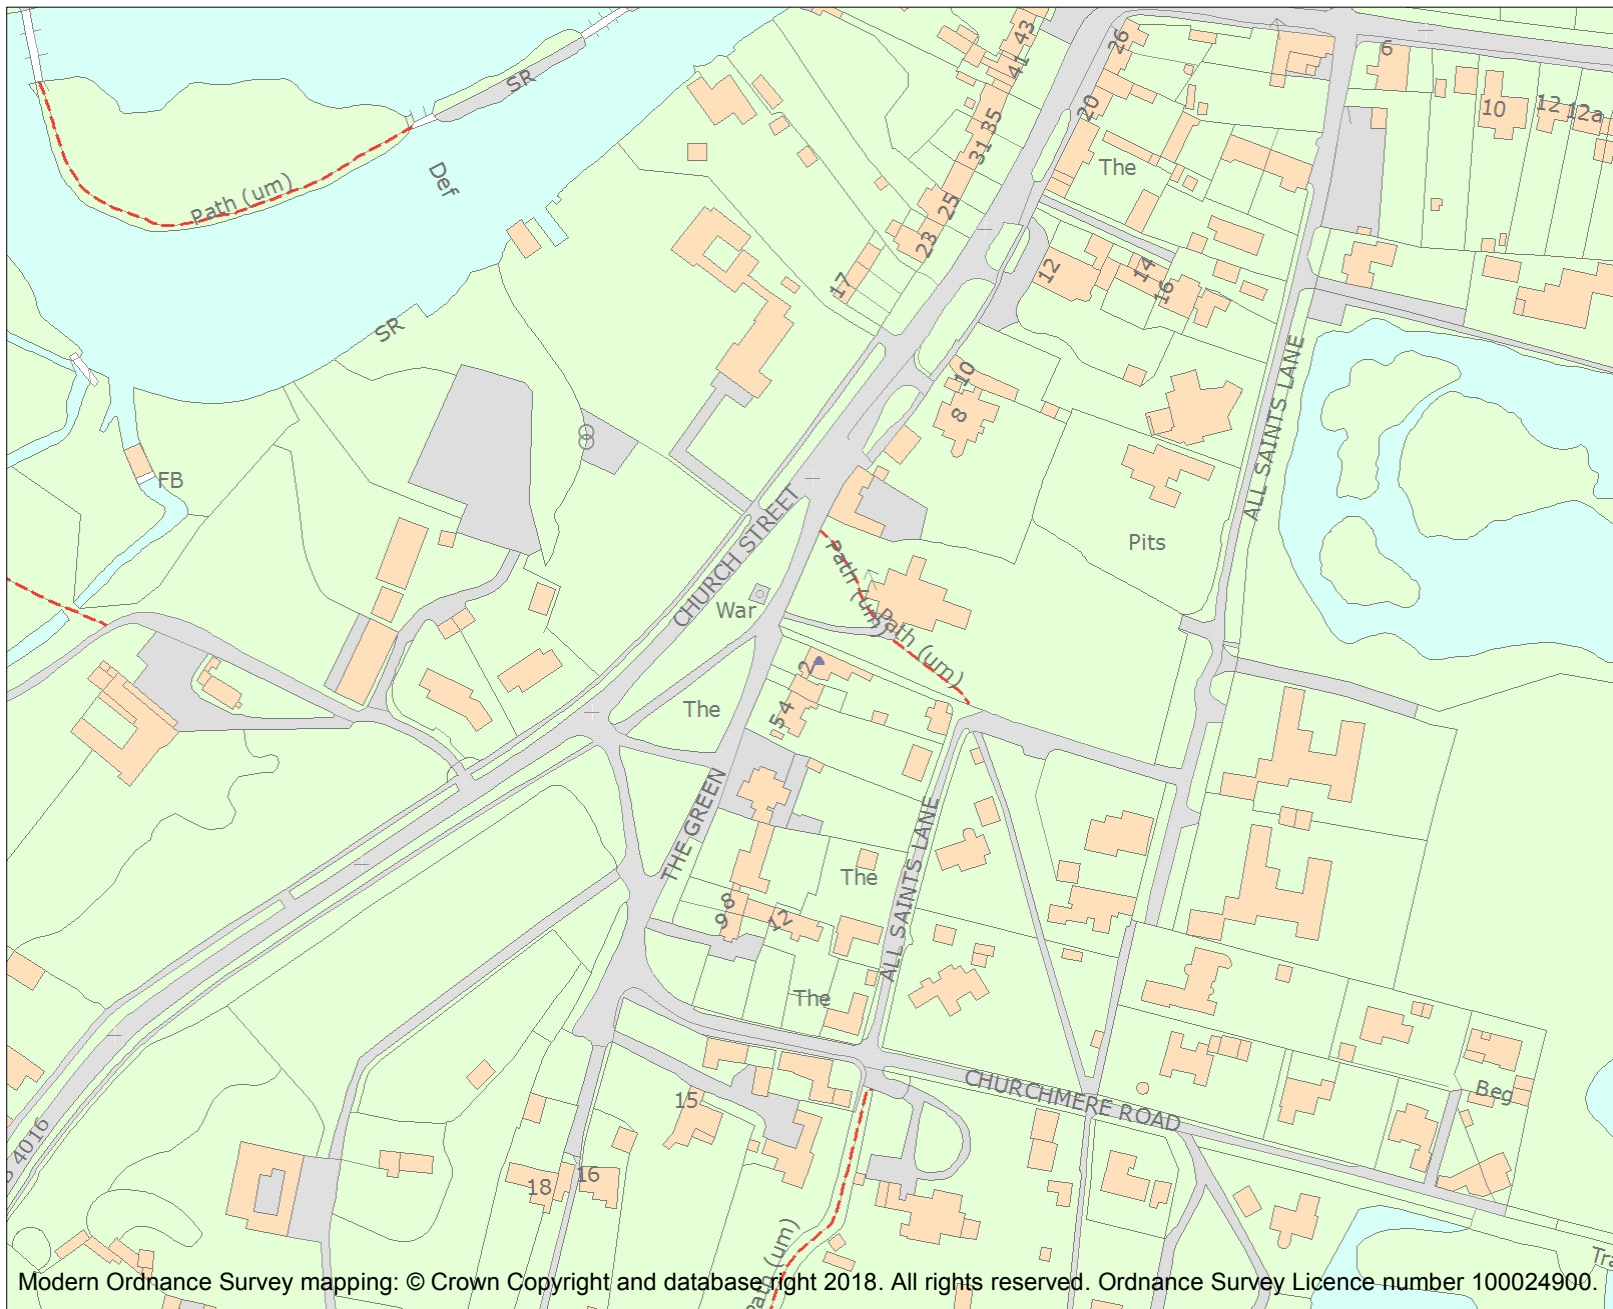 43
26
41
6
SR
20
10
12
12a
35
31
The
Def
Path (um)
25
23
12
14
16
17
SR
10
8
ALL SAINTS LANE
FB
CHURCH STREET
Pits
Path (um)
War
Path (um)
2
The
5
4
THE GREEN
ALL SAINTS LANE
The
8
9
12
The
CHURCHMERE ROAD
Beg
15
4016
16
18
Path (um)
Tra
Modern Ordnance Survey mapping: © Crown Copyright and database right 2018. All rights reserved. Ordnance Survey Licence number 100024900.